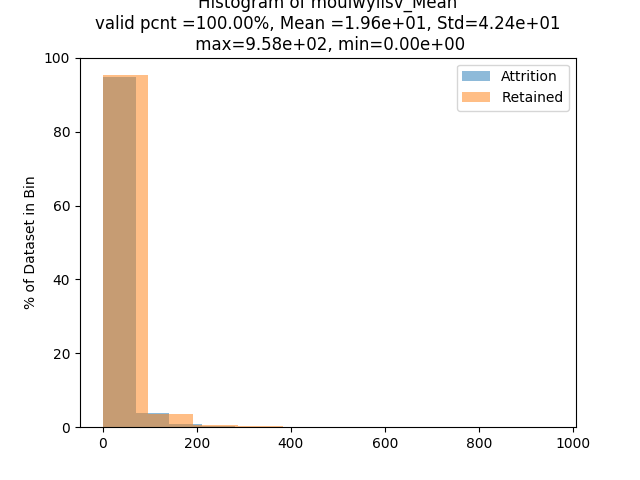 Histogram of mouiwylisv_Mean
valid pcnt =100.00%, Mean =1.96e+01, Std=4.24e+01
max=9.58e+02, min=0.00e+00
% of Dataset in Bin
100
80
60
40
20
0
Attrition
Retained
0 200 400 600 800 1000